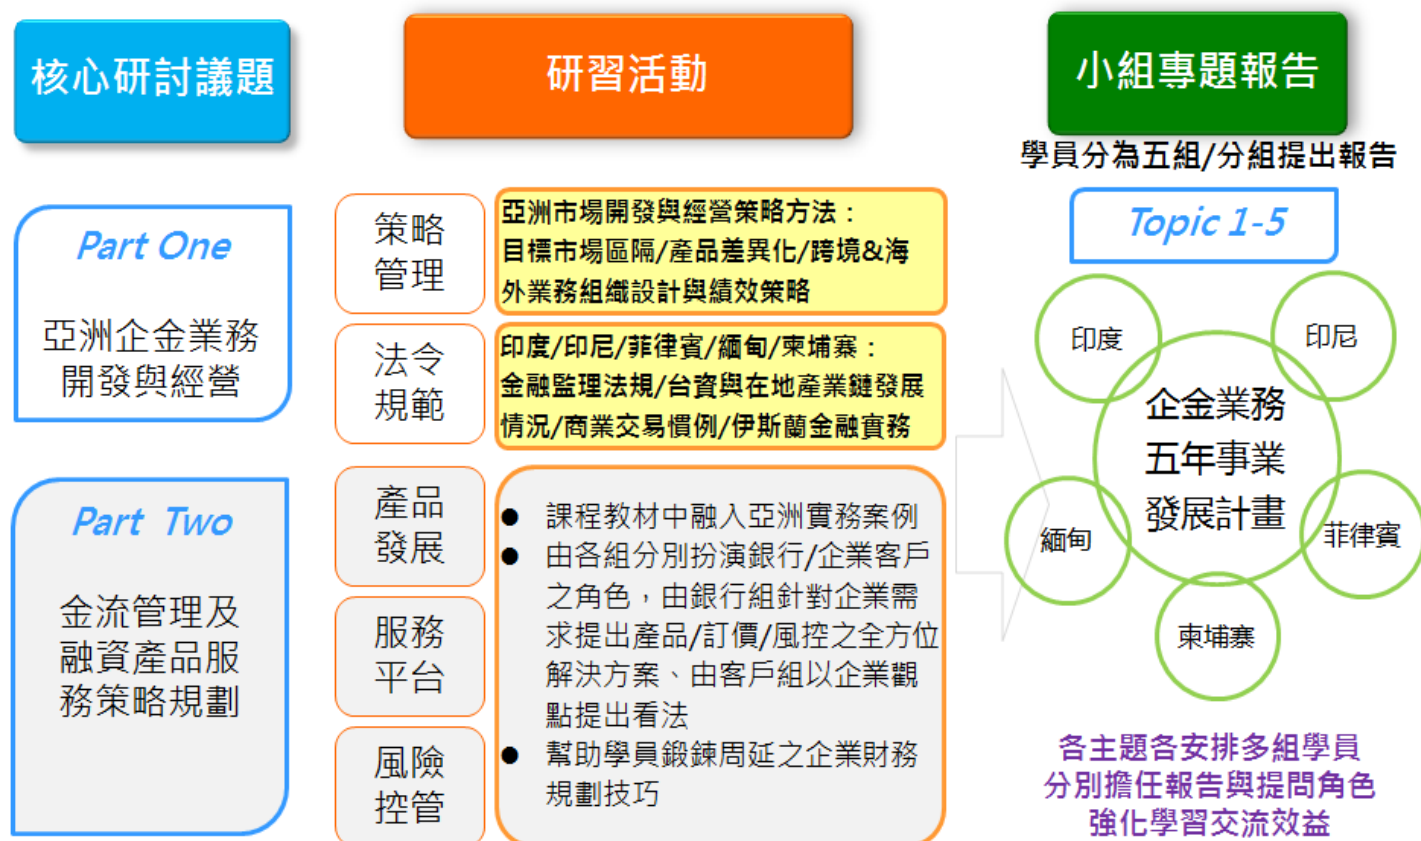 核心研討議題
研習活動
小組專題報告
學員分為五組/分組提出報告
Part One
亞洲企金業務
開發與經營
Part Two
金流管理及
融資產品服
務策略規劃
策略
管理
亞洲市場開發與經營策略方法：
目標市場區隔/產品差異化/跨境&海
外業務組織設計與績效策略
法令
規範
印度/印尼/菲律賓/緬甸/柬埔寨：
金融監理法規/台資與在地產業鏈發展
情況/商業交易慣例/伊斯蘭金融實務
產品
發展
服務
平台
風險
控管
● 課程教材中融入亞洲實務案例
● 由各組分別扮演銀行/企業客戶
之角色，由銀行組針對企業需
求提出產品/訂價/風控之全方位
解決方案、由客戶組以企業觀
點提出看法
● 幫助學員鍛鍊周延之企業財務
規劃技巧
Topic 1-5
印度
印尼
企金業務
五年事業
發展計畫
緬甸
菲律賓
柬埔寨
各主題各安排多組學員
分別擔任報告與提問角色
強化學習交流效益